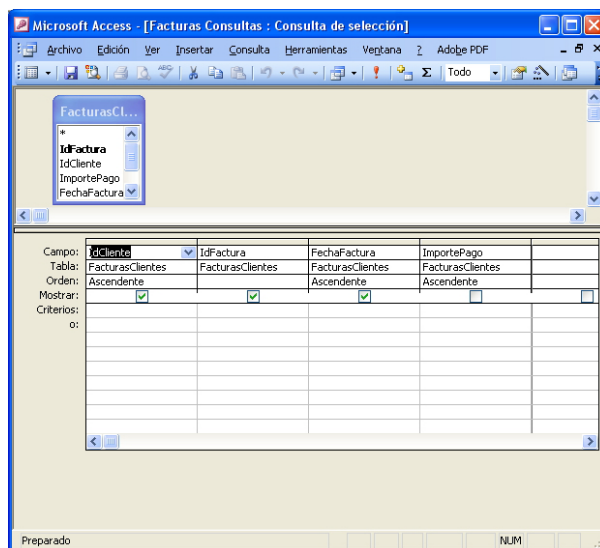 Microsoft Access - [Facturas Consultas : Consulta de selección]
Archivo Edición Ver Insertar Consulta Herramientas Ventana ? Adobe PDF
Σ Todo
FacturasCl...
*
IdFactura
IdCliente
ImportePago
FechaFactura
Campo: IdCliente IdFactura FechaFactura ImportePago
Tabla: FacturasClientes FacturasClientes FacturasClientes FacturasClientes
Orden: Ascendente Ascendente Ascendente
Mostrar:
Criterios:
o:
Preparado NUM